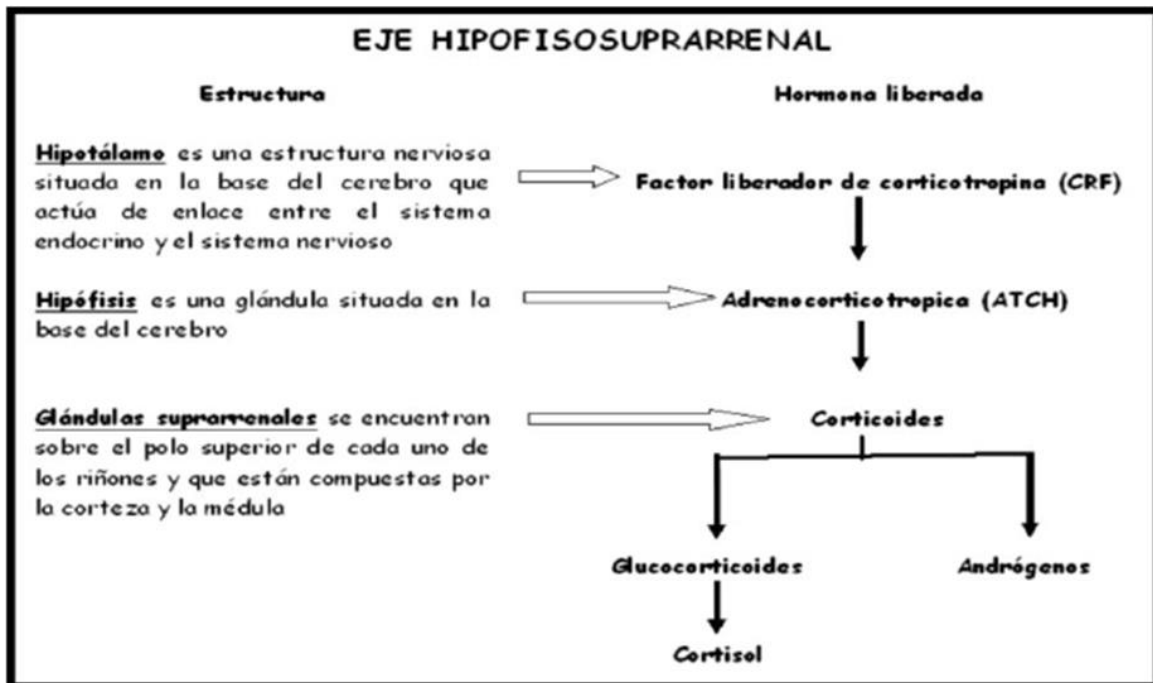 EJE HIPOFISOSUPRARRENAL
Estructura
Hormona liberada
Hipotálamo es una estructura nerviosa
situada en la base del cerebro que
actúa de enlace entre el sistema
endocrino y el sistema nervioso
Factor liberador de corticotropina (CRF)
Hipófisis es una glándula situada en la
base del cerebro
Adrenocorticotropica (ATCH)
Glándulas suprarrenales se encuentran
sobre el polo superior de cada uno de
los riñones y que están compuestas por
la corteza y la médula
Corticoides
Glucocorticoides
Andrógenos
Cortisol